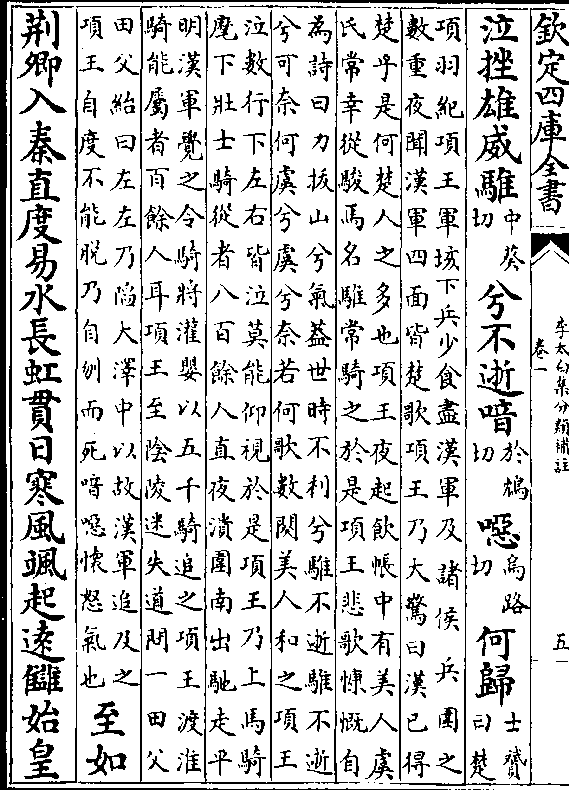 欽定四庫全書
李太白集分類補註
卷一
五
泣挫雄威騅中葵切兮不逝喑於鴆切噁烏路切何歸士贇曰楚
項羽紀項王軍垓下兵少食盡漢軍及諸侯兵圍之
數重夜聞漢軍四面皆楚歌項王乃大驚曰漢已得
楚乎是何楚人之多也項王夜起飲帳中有美人虞
氏常幸從駿馬名騅常騎之於是項王悲歌慷慨自
為詩曰力拔山兮氣蓋世時不利兮騅不逝騅不逝
兮可奈何虞兮虞兮奈若何歌數闋美人和之項王
泣數行下左右皆泣莫能仰視於是項王乃上馬騎
麾下壯士騎從者八百餘人直夜潰圍南出馳走平
明漢軍覺之令騎將灌嬰以五千騎追之項王渡淮
騎能屬者百餘人耳項王至陰陵迷失道問一田父
田父紿曰左左乃陷大澤中以故漢軍追及之
項王自度不能脫乃自刎而死喑噁懷怒氣也
至如
荆卿入秦直度易水長虹貫日寒風颯起逺讎始皇